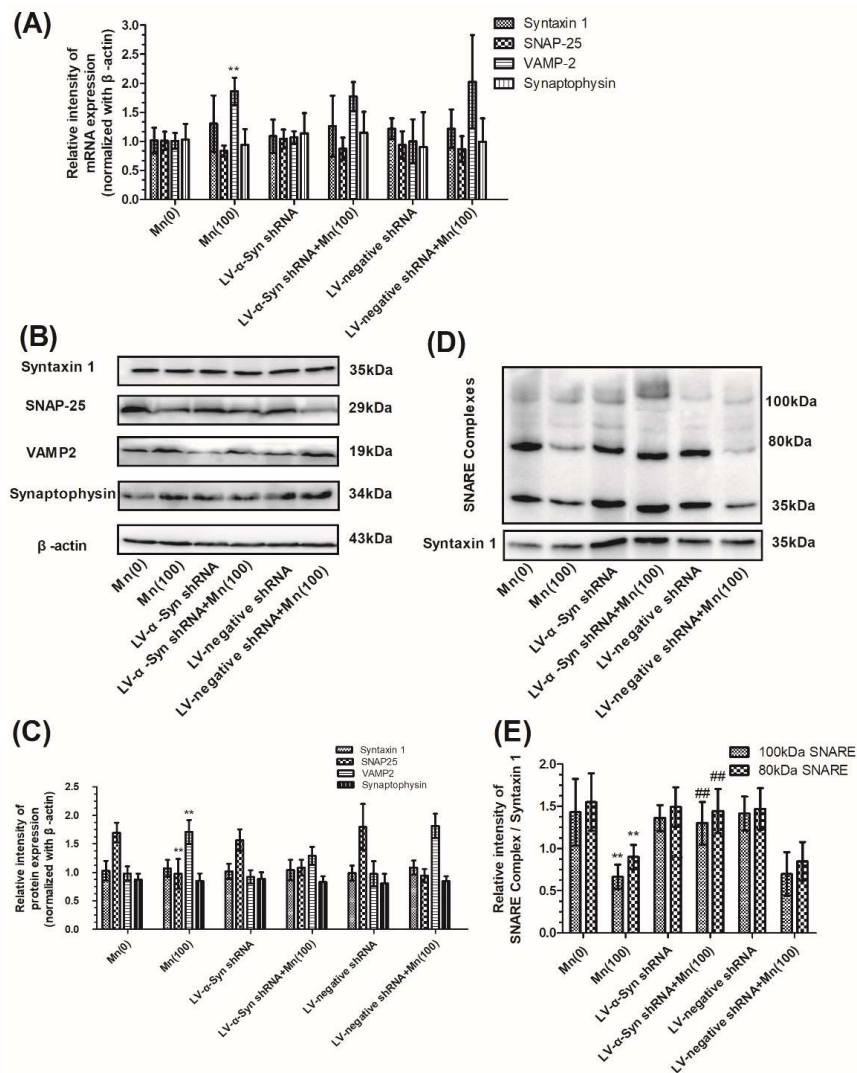 (A)
Relative intensity of
mRNA expression
(normalized with β -actin)
3.0
2.5
2.0
1.5
1.0
0.5
0.0
**
Syntaxin 1
SNAP-25
VAMP-2
Synaptophysin
Mn(0)
Mn(100)
LV-α-Syn shRNA
LV-α-Syn shRNA+Mn(100)
LV-negative shRNA
LV-negative shRNA+Mn(100)
(B)
Syntaxin 1
35kDa
SNAP-25
29kDa
VAMP2
19kDa
Synaptophysin
34kDa
β -actin
43kDa
Mn(0)
Mn(100)
LV-α -Syn shRNA
LV-α -Syn shRNA+Mn(100)
LV-negative shRNA
LV-negative shRNA+Mn(100)
(D)
SNARE Complexes
100kDa
80kDa
35kDa
Syntaxin 1
35kDa
Mn(0)
Mn(100)
LV-α-Syn shRNA
LV-α-Syn shRNA+Mn(100)
LV-negative shRNA
LV-negative shRNA+Mn(100)
(C)
Relative intensity of
protein expression
(normalized with β -actin)
3
2
1
0
**
**
Syntaxin 1
SNAP25
VAMP2
Synaptophysin
Mn(0)
Mn(100)
LV-α-Syn shRNA
LV-α-Syn shRNA+Mn(100)
LV-negative shRNA
LV-negative shRNA+Mn(100)
(E)
Relative intensity of
SNARE Complex / Syntaxin 1
2.0
1.5
1.0
0.5
0.0
**
**
##
##
100kDa SNARE
80kDa SNARE
Mn(0)
Mn(100)
LV-α-Syn shRNA
LV-α-Syn shRNA+Mn(100)
LV-negative shRNA
LV-negative shRNA+Mn(100)